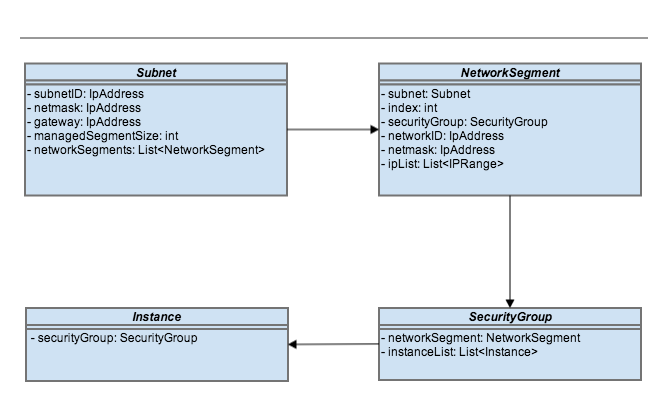 Subnet
- subnetID: IpAddress
- netmask: IpAddress
- gateway: IpAddress
- managedSegmentSize: int
- networkSegments: List<NetworkSegment>
NetworkSegment
- subnet: Subnet
- index: int
- securityGroup: SecurityGroup
- networkID: IpAddress
- netmask: IpAddress
- ipList: List<IPRange>
Instance
- securityGroup: SecurityGroup
SecurityGroup
- networkSegment: NetworkSegment
- instanceList: List<Instance>